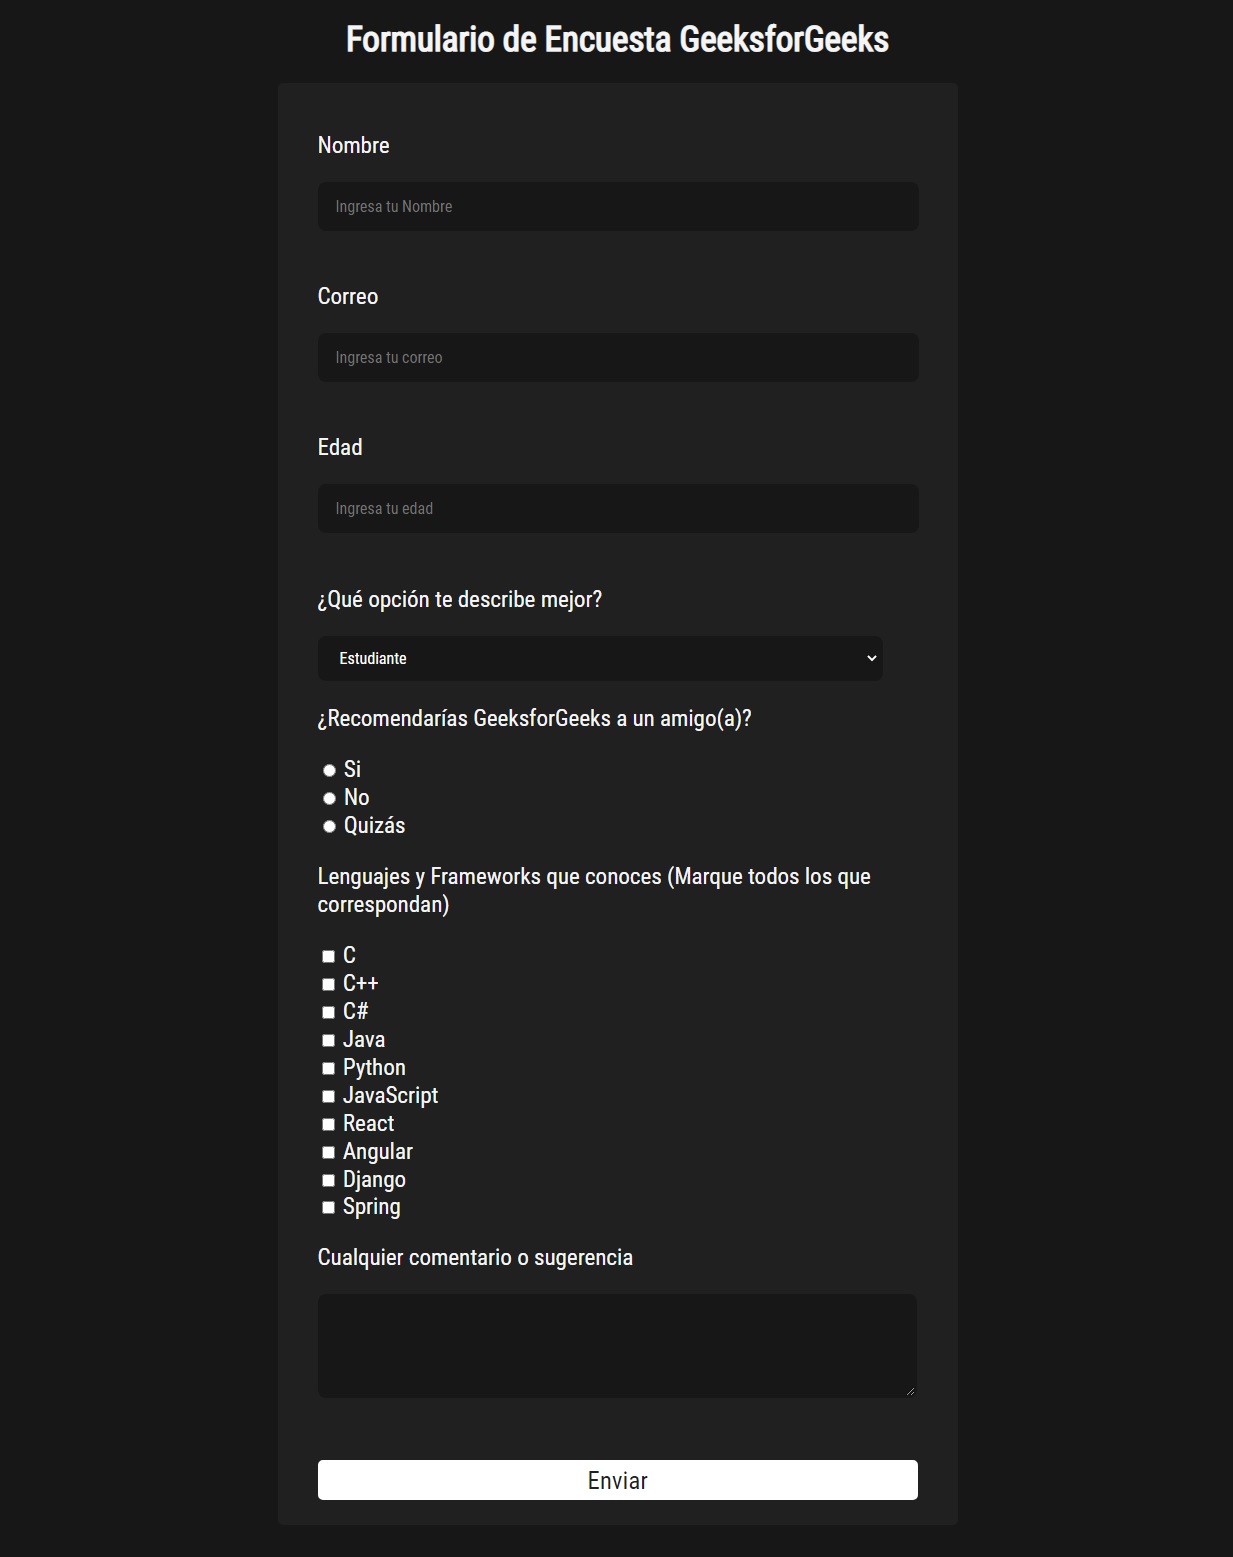 Formulario de Encuesta GeeksforGeeks
Nombre
Ingresa tu Nombre
Correo
Ingresa tu correo
Edad
Ingresa tu edad
¿Qué opción te describe mejor?
Estudiante
¿Recomendarías GeeksforGeeks a un amigo(a)?
Si
No
Quizás
Lenguajes y Frameworks que conoces (Marque todos los que
correspondan)
C
C++
C#
Java
Python
JavaScript
React
Angular
Django
Spring
Cualquier comentario o sugerencia
Enviar